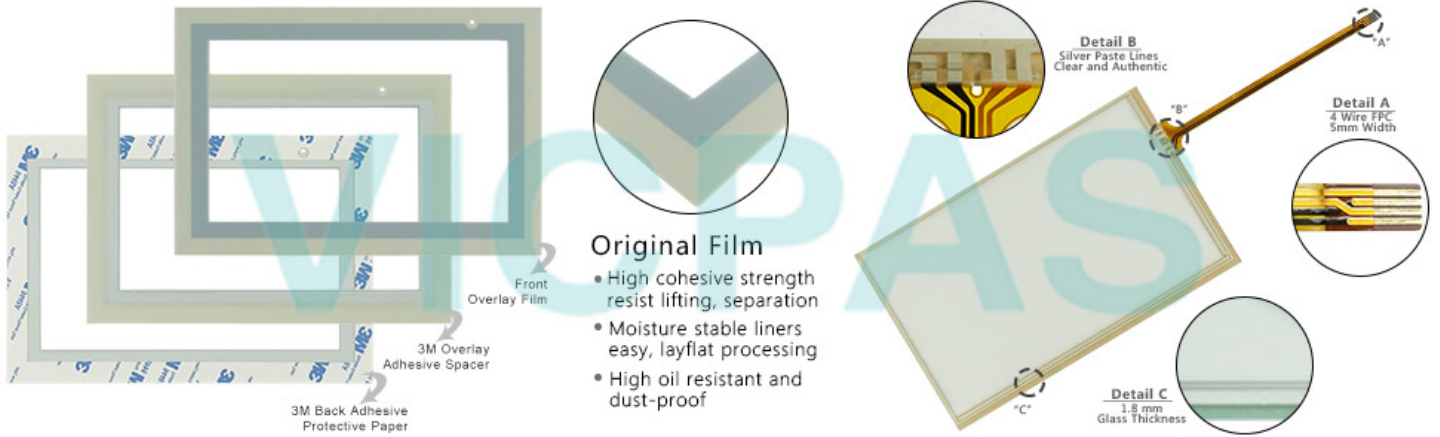 VICPAS
Front
Overlay Film
3M Overlay
Adhesive Spacer
3M Back Adhesive
Protective Paper
3M
Original Film
• High cohesive strength
resist lifting, separation
• Moisture stable liners
easy, layflat processing
• High oil resistant and
dust-proof
Detail B
Silver Paste Lines
Clear and Authentic
"A"
"B"
Detail A
4 Wire FPC
5mm Width
"C"
Detail C
1.8 mm
Glass Thickness